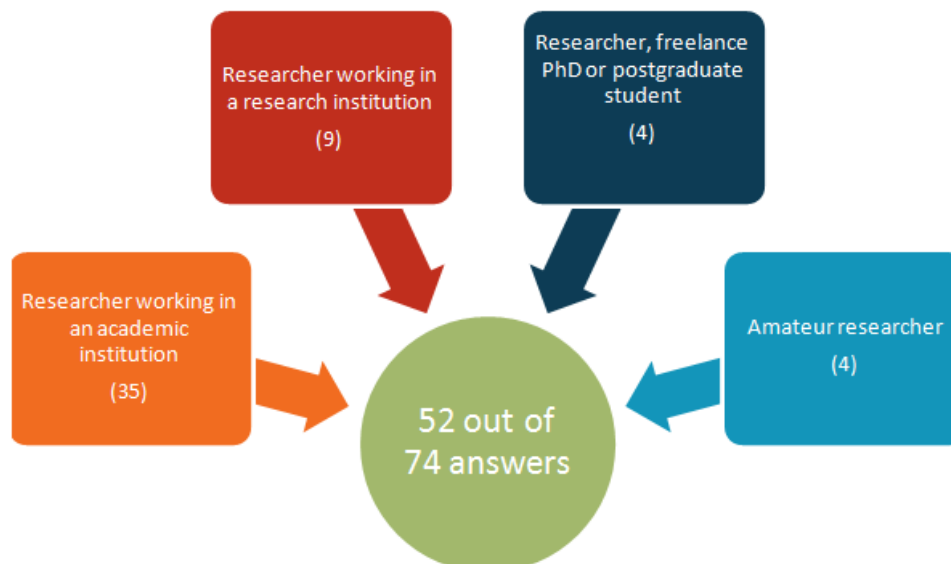 Researcher working in
a research institution
(9)
Researcher, freelance
PhD or postgraduate
student
(4)
Researcher working in
an academic
institution
(35)
Amateur researcher
(4)
52 out of
74 answers